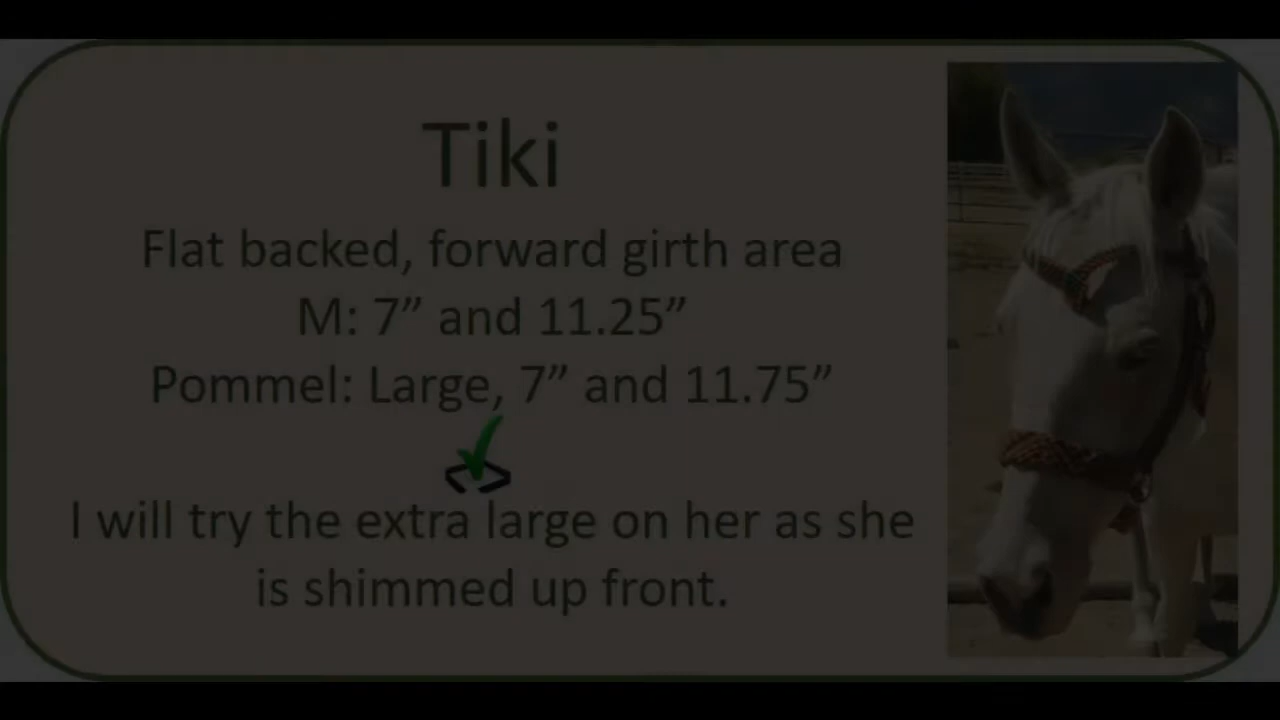 Tiki
Flat backed, forward girth area
M: 7” and 11.25”
Pommel: Large, 7” and 11.75”
I will try the extra large on her as she
is shimmed up front.